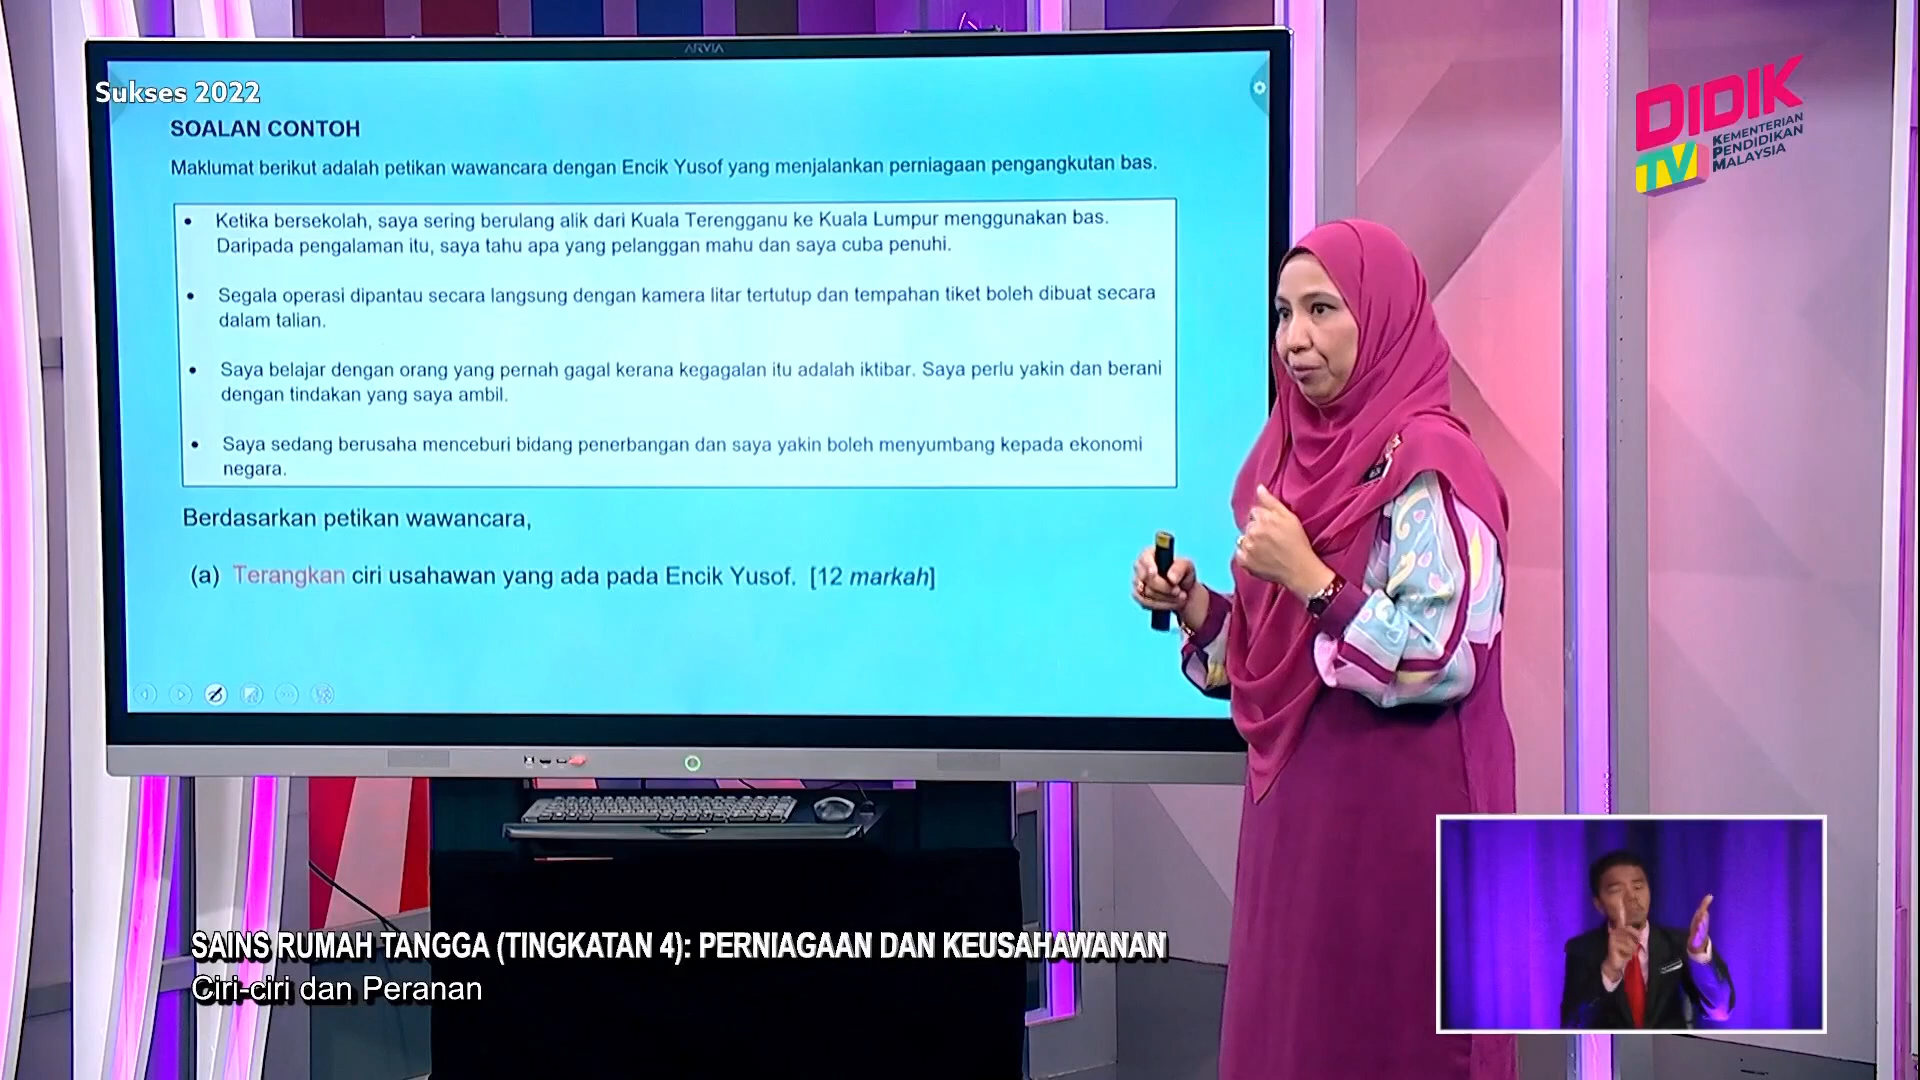 ARVIA
Sukses 2022
SOALAN CONTOH
Maklumat berikut adalah petikan wawancara dengan Encik Yusof yang menjalankan perniagaan pengangkutan bas.
• Ketika bersekolah, saya sering berulang alik dari Kuala Terengganu ke Kuala Lumpur menggunakan bas.
Daripada pengalaman itu, saya tahu apa yang pelanggan mahu dan saya cuba penuhi.
• Segala operasi dipantau secara langsung dengan kamera litar tertutup dan tempahan tiket boleh dibuat secara
dalam talian.
• Saya belajar dengan orang yang pernah gagal kerana kegagalan itu adalah iktibar. Saya perlu yakin dan berani
dengan tindakan yang saya ambil.
• Saya sedang berusaha menceburi bidang penerbangan dan saya yakin boleh menyumbang kepada ekonomi
negara.
Berdasarkan petikan wawancara,
(a) Terangkan ciri usahawan yang ada pada Encik Yusof. [12 markah]
DIDIK
TV
KEMENTERIAN
PENDIDIKAN
MALAYSIA
SAINS RUMAH TANGGA (TINGKATAN 4): PERNIAGAAN DAN KEUSAHAWANAN
Ciri-ciri dan Peranan